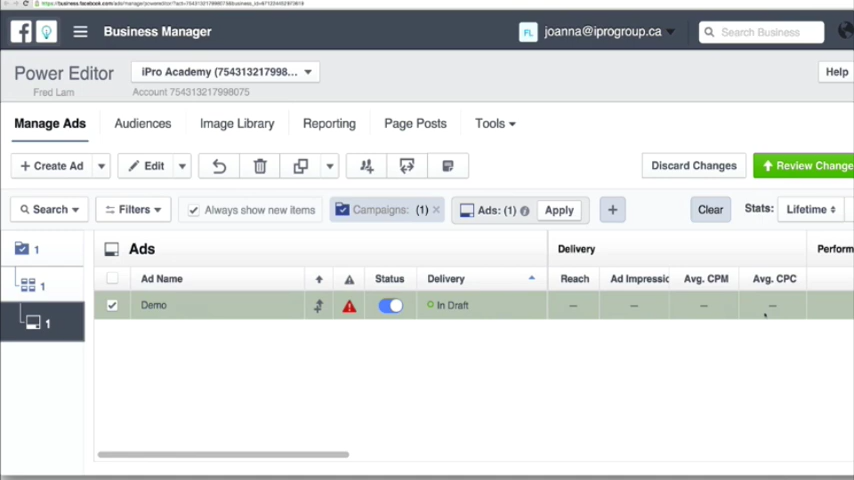 Business Manager
FL joanna@iprogroup.ca
Search Business
Power Editor
iPro Academy (754313217998...
Fred Lam
Account 754313217998075
Help
Manage Ads Audiences Image Library Reporting Page Posts Tools
+ Create Ad
Edit
Discard Changes
Review Change
Search
Filters
Always show new items
Campaigns: (1) ×
Ads: (1)
Apply
+
Clear
Stats:
Lifetime
1
Ads
Delivery
Perform
1
Ad Name
Status
Delivery
Reach
Ad Impressic
Avg. CPM
Avg. CPC
1
Demo
In Draft
— — — —